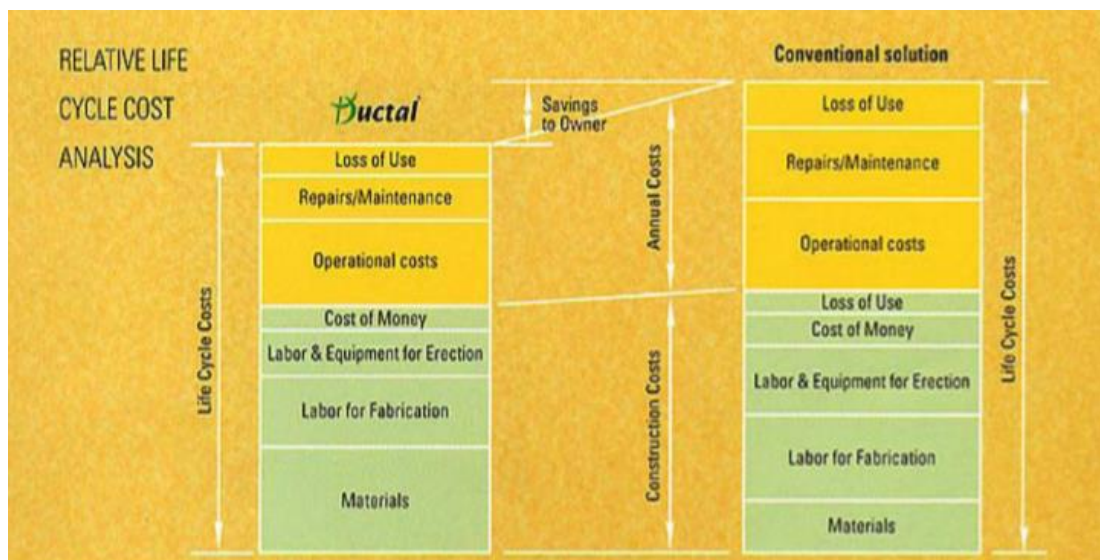 RELATIVE LIFE
CYCLE COST
ANALYSIS
Ductal
Loss of Use
Repairs/Maintenance
Operational costs
Cost of Money
Labor & Equipment for Erection
Labor for Fabrication
Materials
Life Cycle Costs
Savings
to Owner
Annual Costs
Construction Costs
Conventional solution
Loss of Use
Repairs/Maintenance
Operational costs
Loss of Use
Cost of Money
Labor & Equipment for Erection
Labor for Fabrication
Materials
Life Cycle Costs